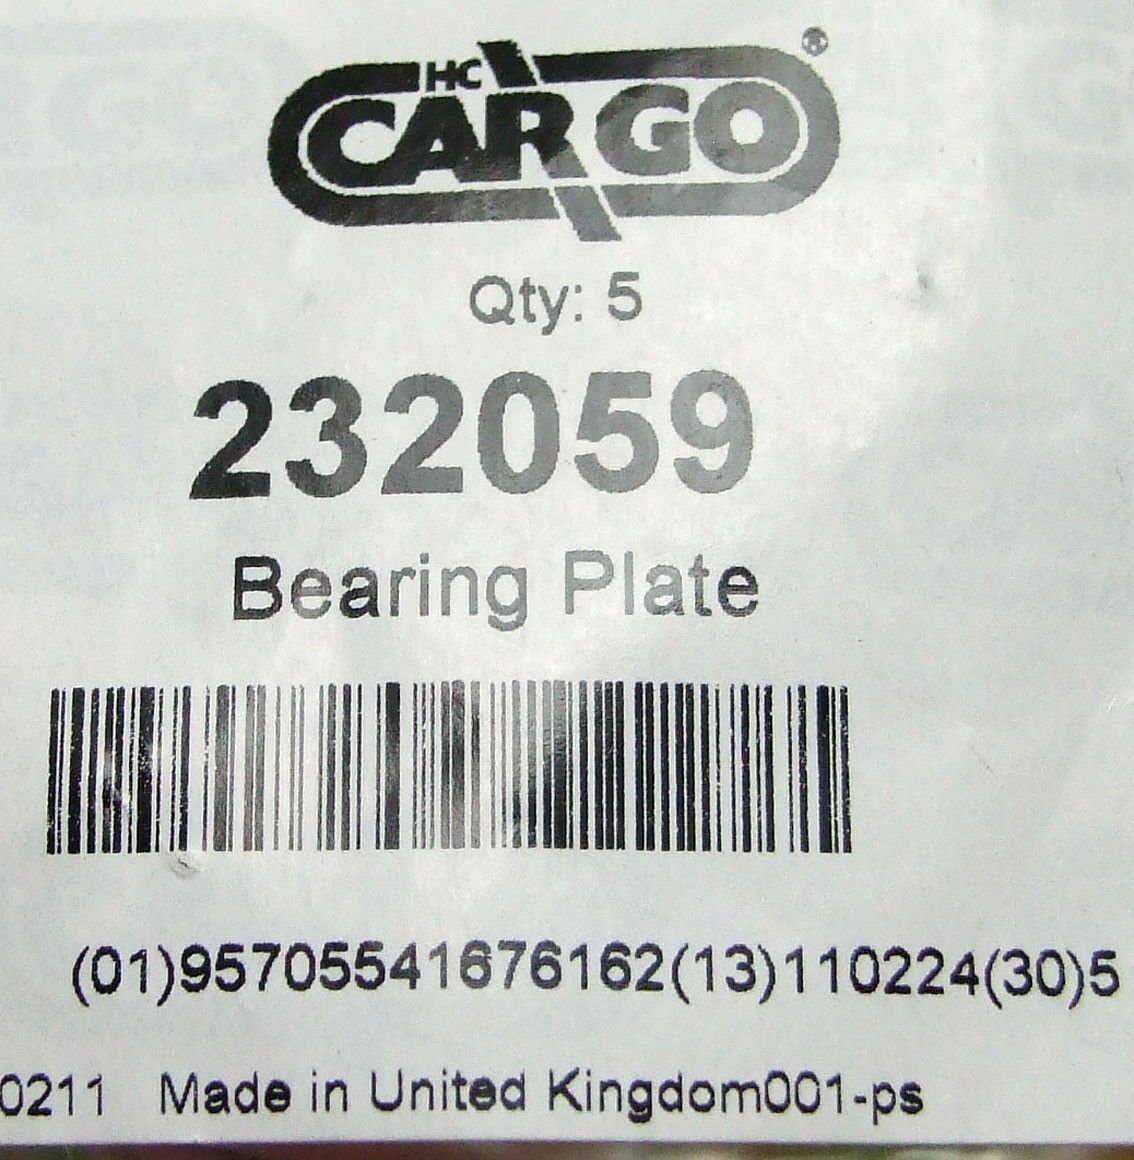 HC
CARGO®
Qty: 5
232059
Bearing Plate
(01)95705541676162(13)110224(30)5
0211 Made in United Kingdom001-ps